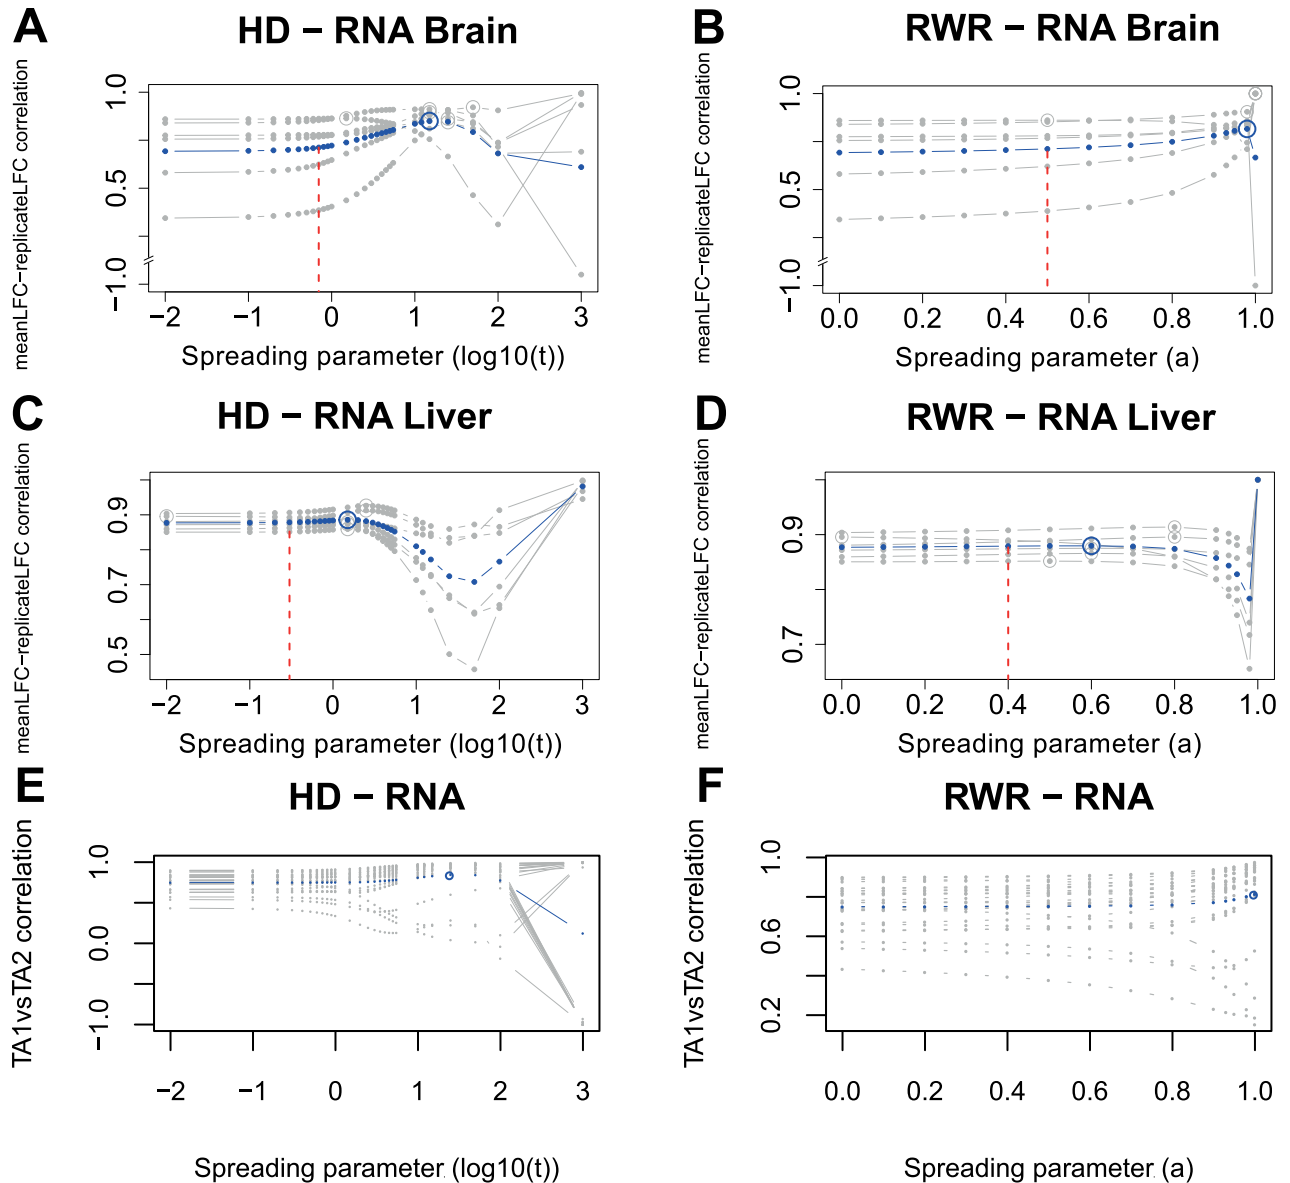 A
HD − RNA Brain
meanLFC−replicateLFC correlation
1.0
0.5
−1.0
−2 −1 0 1 2 3
Spreading parameter (log10(t))
B
RWR − RNA Brain
meanLFC−replicateLFC correlation
1.0
0.5
−1.0
0.0 0.2 0.4 0.6 0.8 1.0
Spreading parameter (a)
C
HD − RNA Liver
meanLFC−replicateLFC correlation
0.9
0.7
0.5
−2 −1 0 1 2 3
Spreading parameter (log10(t))
D
RWR − RNA Liver
meanLFC−replicateLFC correlation
0.9
0.7
0.0 0.2 0.4 0.6 0.8 1.0
Spreading parameter (a)
E
HD − RNA
TA1vsTA2 correlation
1.0
0.0
−1.0
−2 −1 0 1 2 3
Spreading parameter (log10(t))
F
RWR − RNA
TA1vsTA2 correlation
1.0
0.6
0.2
0.0 0.2 0.4 0.6 0.8 1.0
Spreading parameter (a)